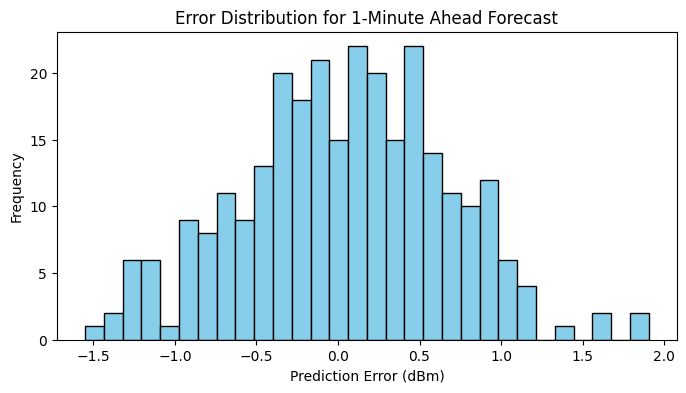 Error Distribution for 1-Minute Ahead Forecast
Frequency
20
15
10
5
0
−1.5 −1.0 −0.5 0.0 0.5 1.0 1.5 2.0
Prediction Error (dBm)